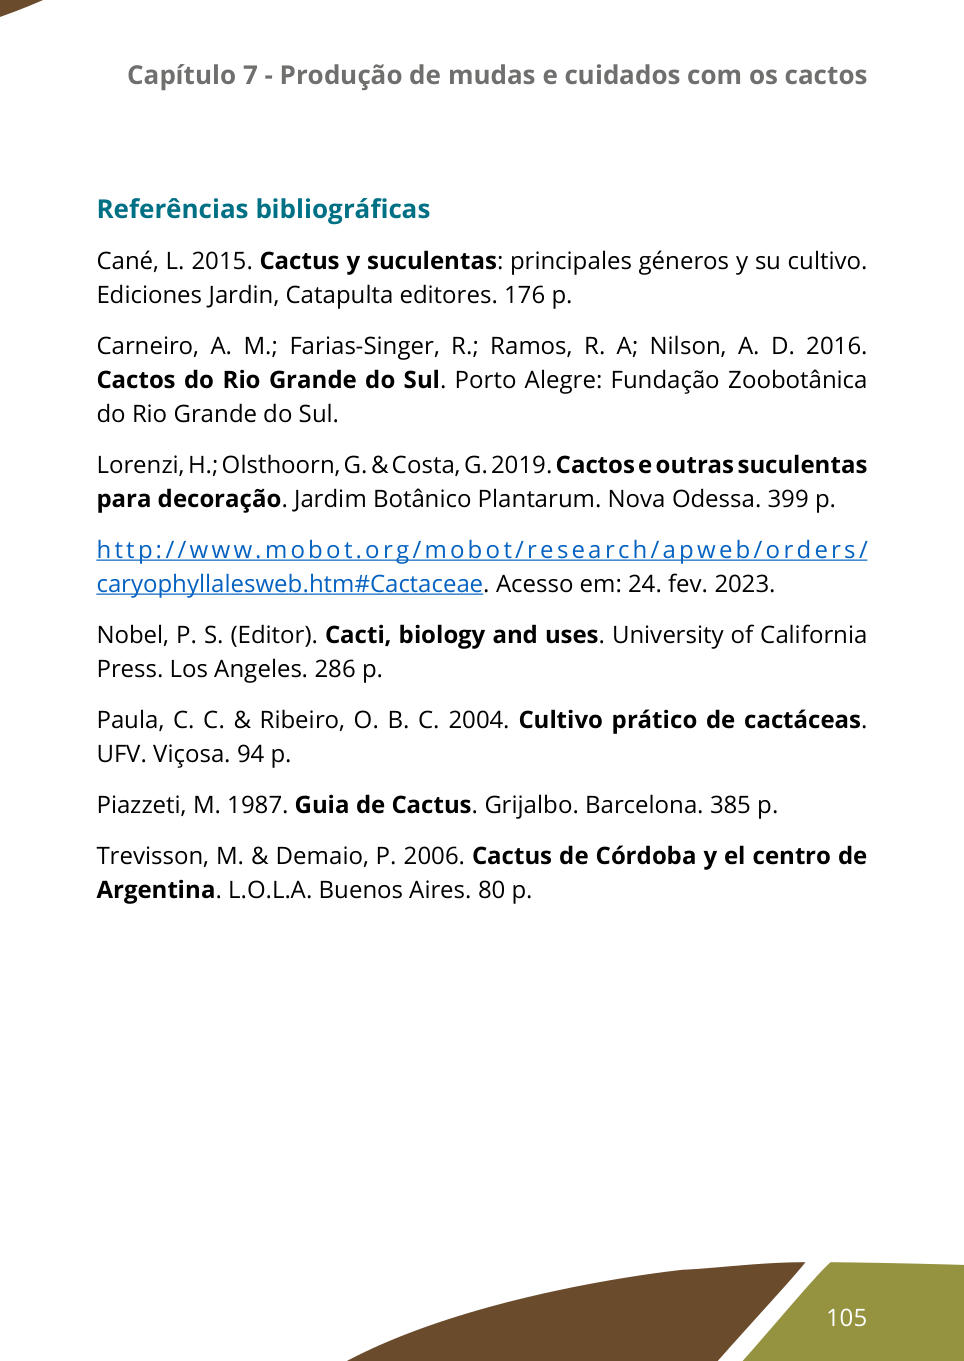 Capítulo 7 - Produção de mudas e cuidados com os cactos
Referências bibliográficas
Cané, L. 2015. Cactus y suculentas: principales géneros y su cultivo.
Ediciones Jardin, Catapulta editores. 176 p.
Carneiro, A. M.; Farias-Singer, R.; Ramos, R. A; Nilson, A. D. 2016.
Cactos do Rio Grande do Sul. Porto Alegre: Fundação Zoobotânica
do Rio Grande do Sul.
Lorenzi, H.; Olsthoorn, G. & Costa, G. 2019. Cactos e outras suculentas
para decoração. Jardim Botânico Plantarum. Nova Odessa. 399 p.
http://www.mobot.org/mobot/research/apweb/orders/
caryophyllalesweb.htm#Cactaceae. Acesso em: 24. fev. 2023.
Nobel, P. S. (Editor). Cacti, biology and uses. University of California
Press. Los Angeles. 286 p.
Paula, C. C. & Ribeiro, O. B. C. 2004. Cultivo prático de cactáceas.
UFV. Viçosa. 94 p.
Piazzeti, M. 1987. Guia de Cactus. Grijalbo. Barcelona. 385 p.
Trevisson, M. & Demaio, P. 2006. Cactus de Córdoba y el centro de
Argentina. L.O.L.A. Buenos Aires. 80 p.
105